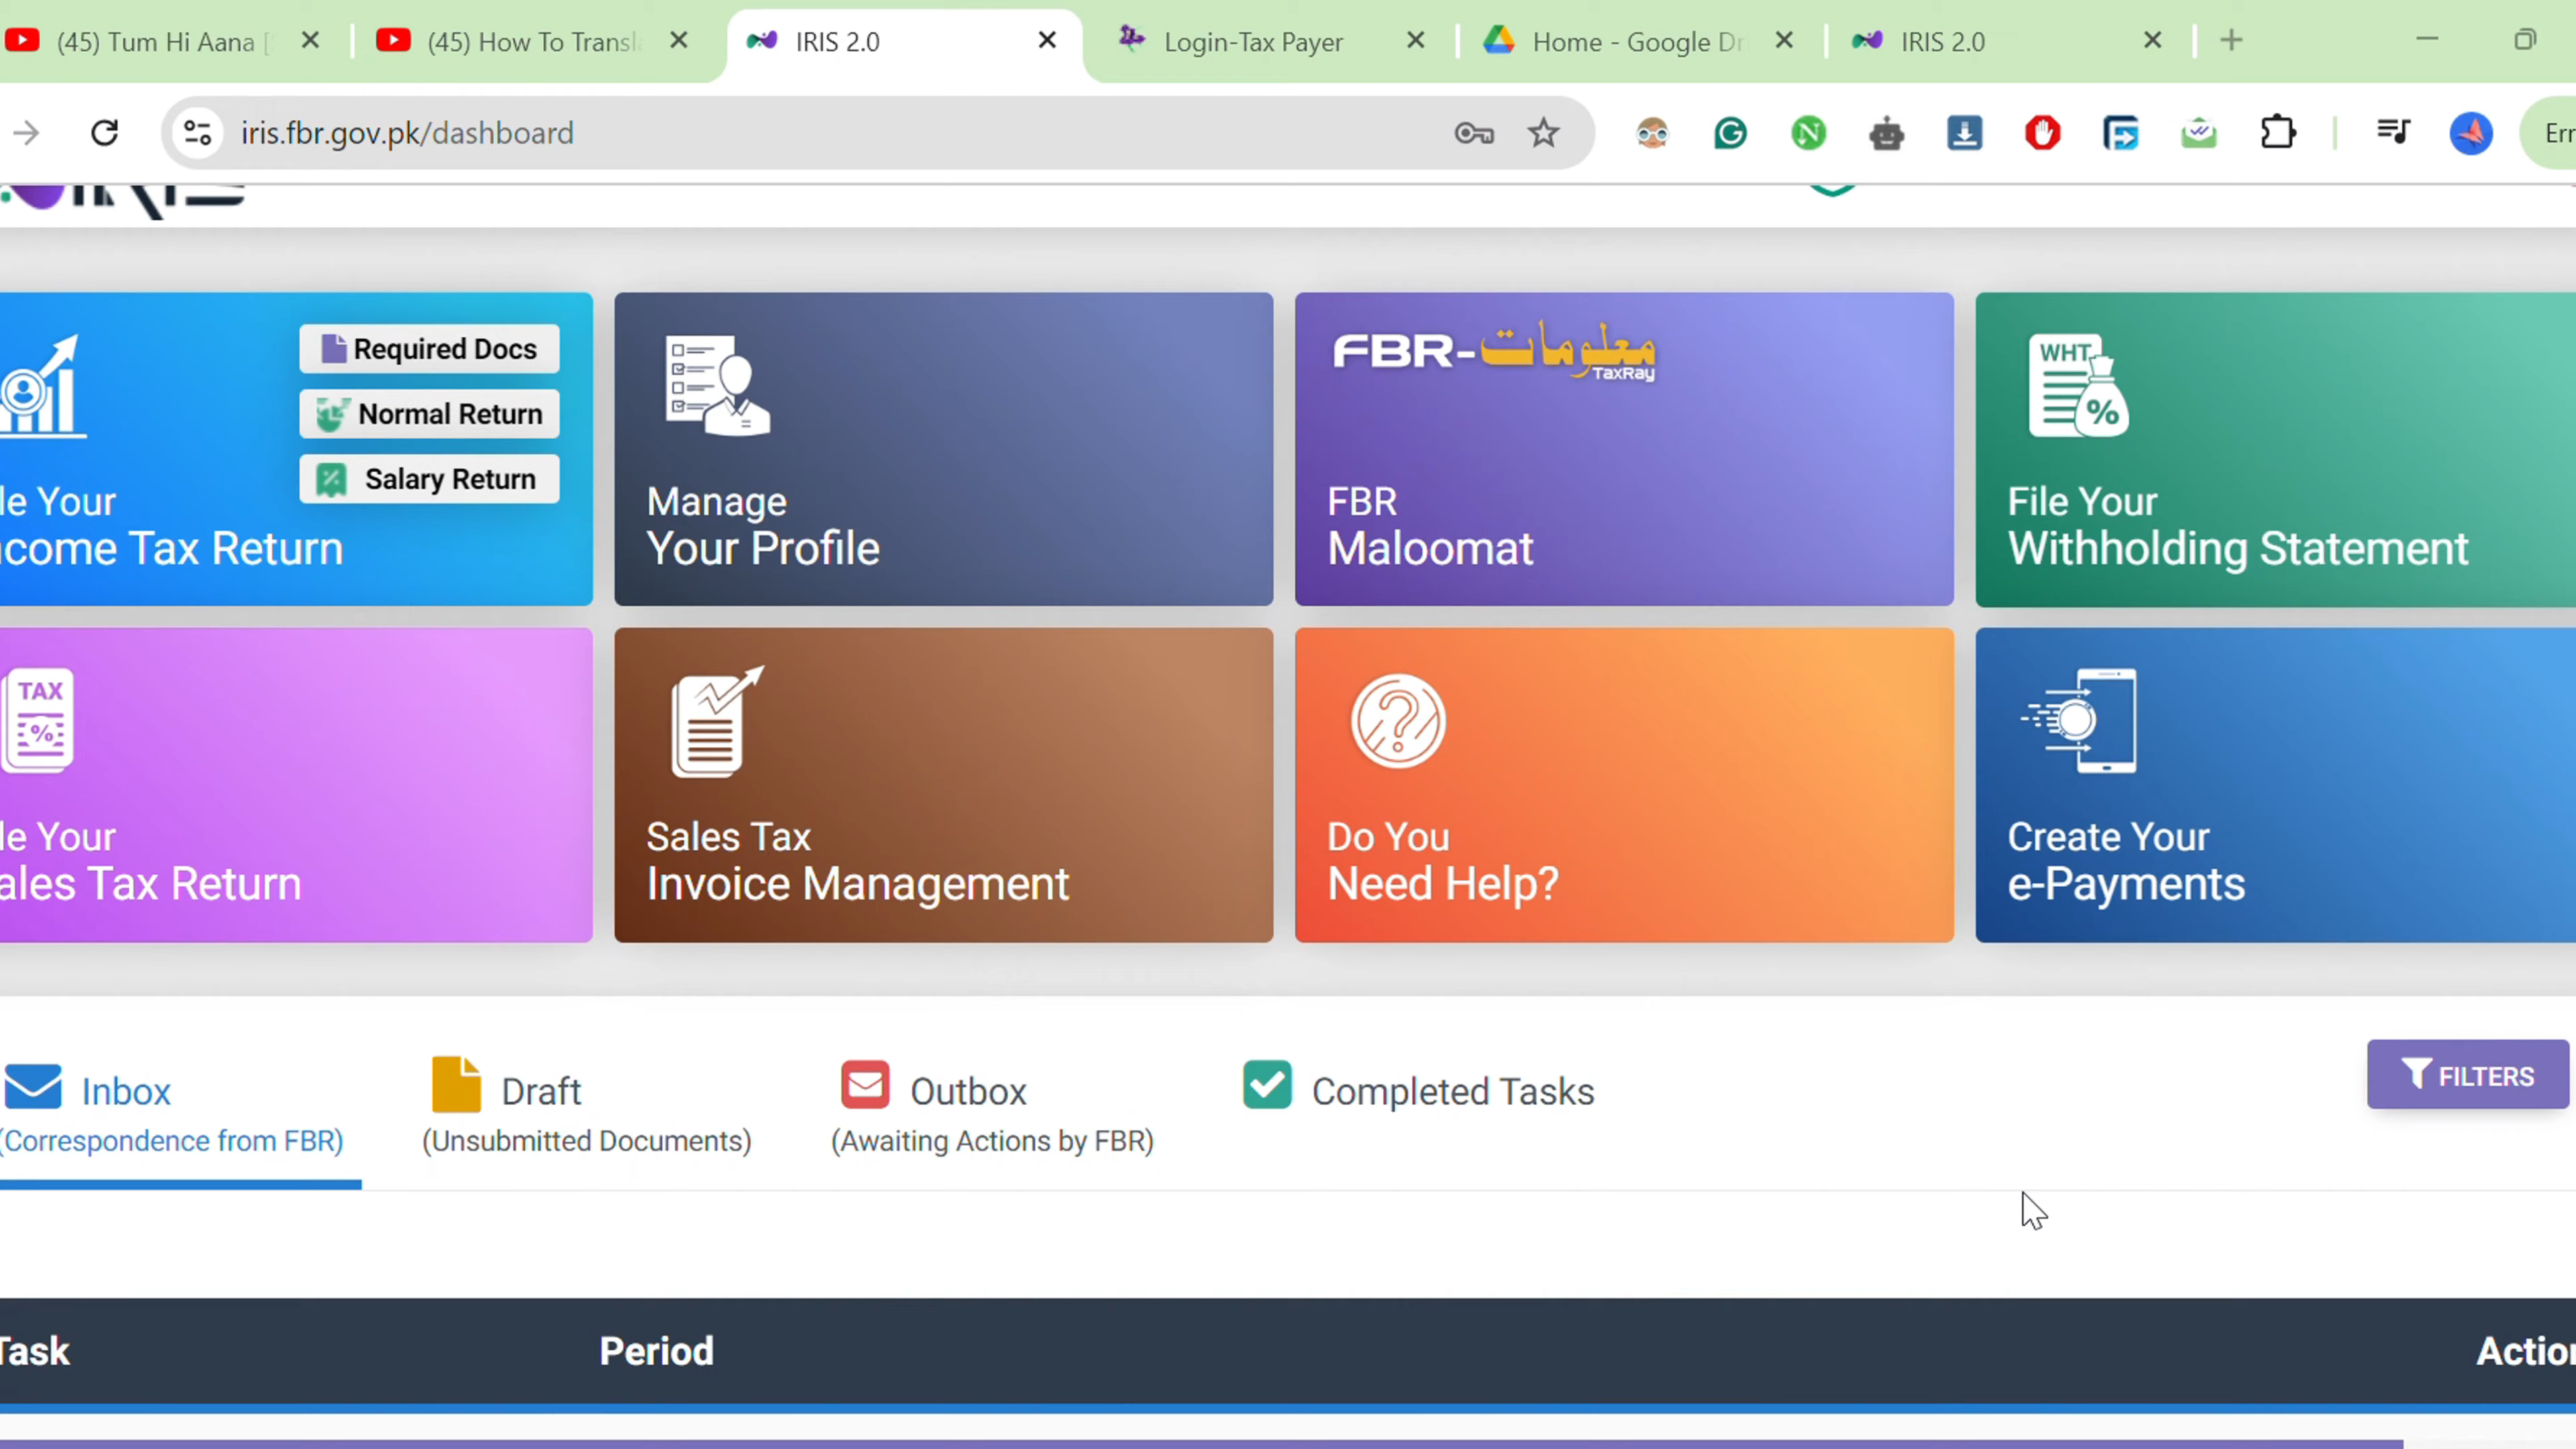 (45) Tum Hi Aana [
(45) How To Transl
IRIS 2.0
Login-Tax Payer
Home - Google Dr
IRIS 2.0
iris.fbr.gov.pk/dashboard
Err
IRIS
Required Docs
Normal Return
Salary Return
le Your
ncome Tax Return
Manage
Your Profile
FBR-معلومات
TaxRay
FBR
Maloomat
WHT
%
File Your
Withholding Statement
TAX
%
le Your
ales Tax Return
Sales Tax
Invoice Management
?
Do You
Need Help?
Create Your
e-Payments
Inbox
(Correspondence from FBR)
Draft
(Unsubmitted Documents)
Outbox
(Awaiting Actions by FBR)
Completed Tasks
FILTERS
Task
Period
Action